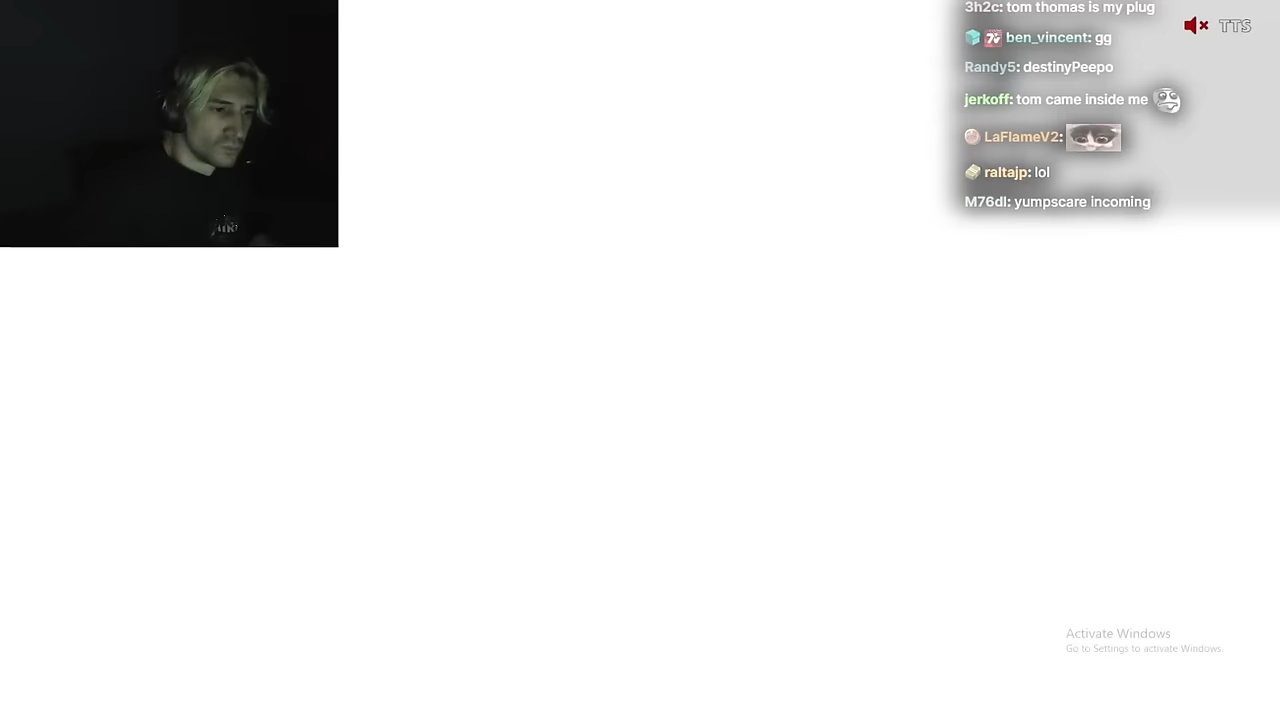 3h2c: tom thomas is my plug
TTS
ben_vincent: gg
Randy5: destinyPeepo
jerkoff: tom came inside me
LaFlameV2:
raltajp: lol
M76dl: yumpscare incoming
Activate Windows
Go to Settings to activate Windows.